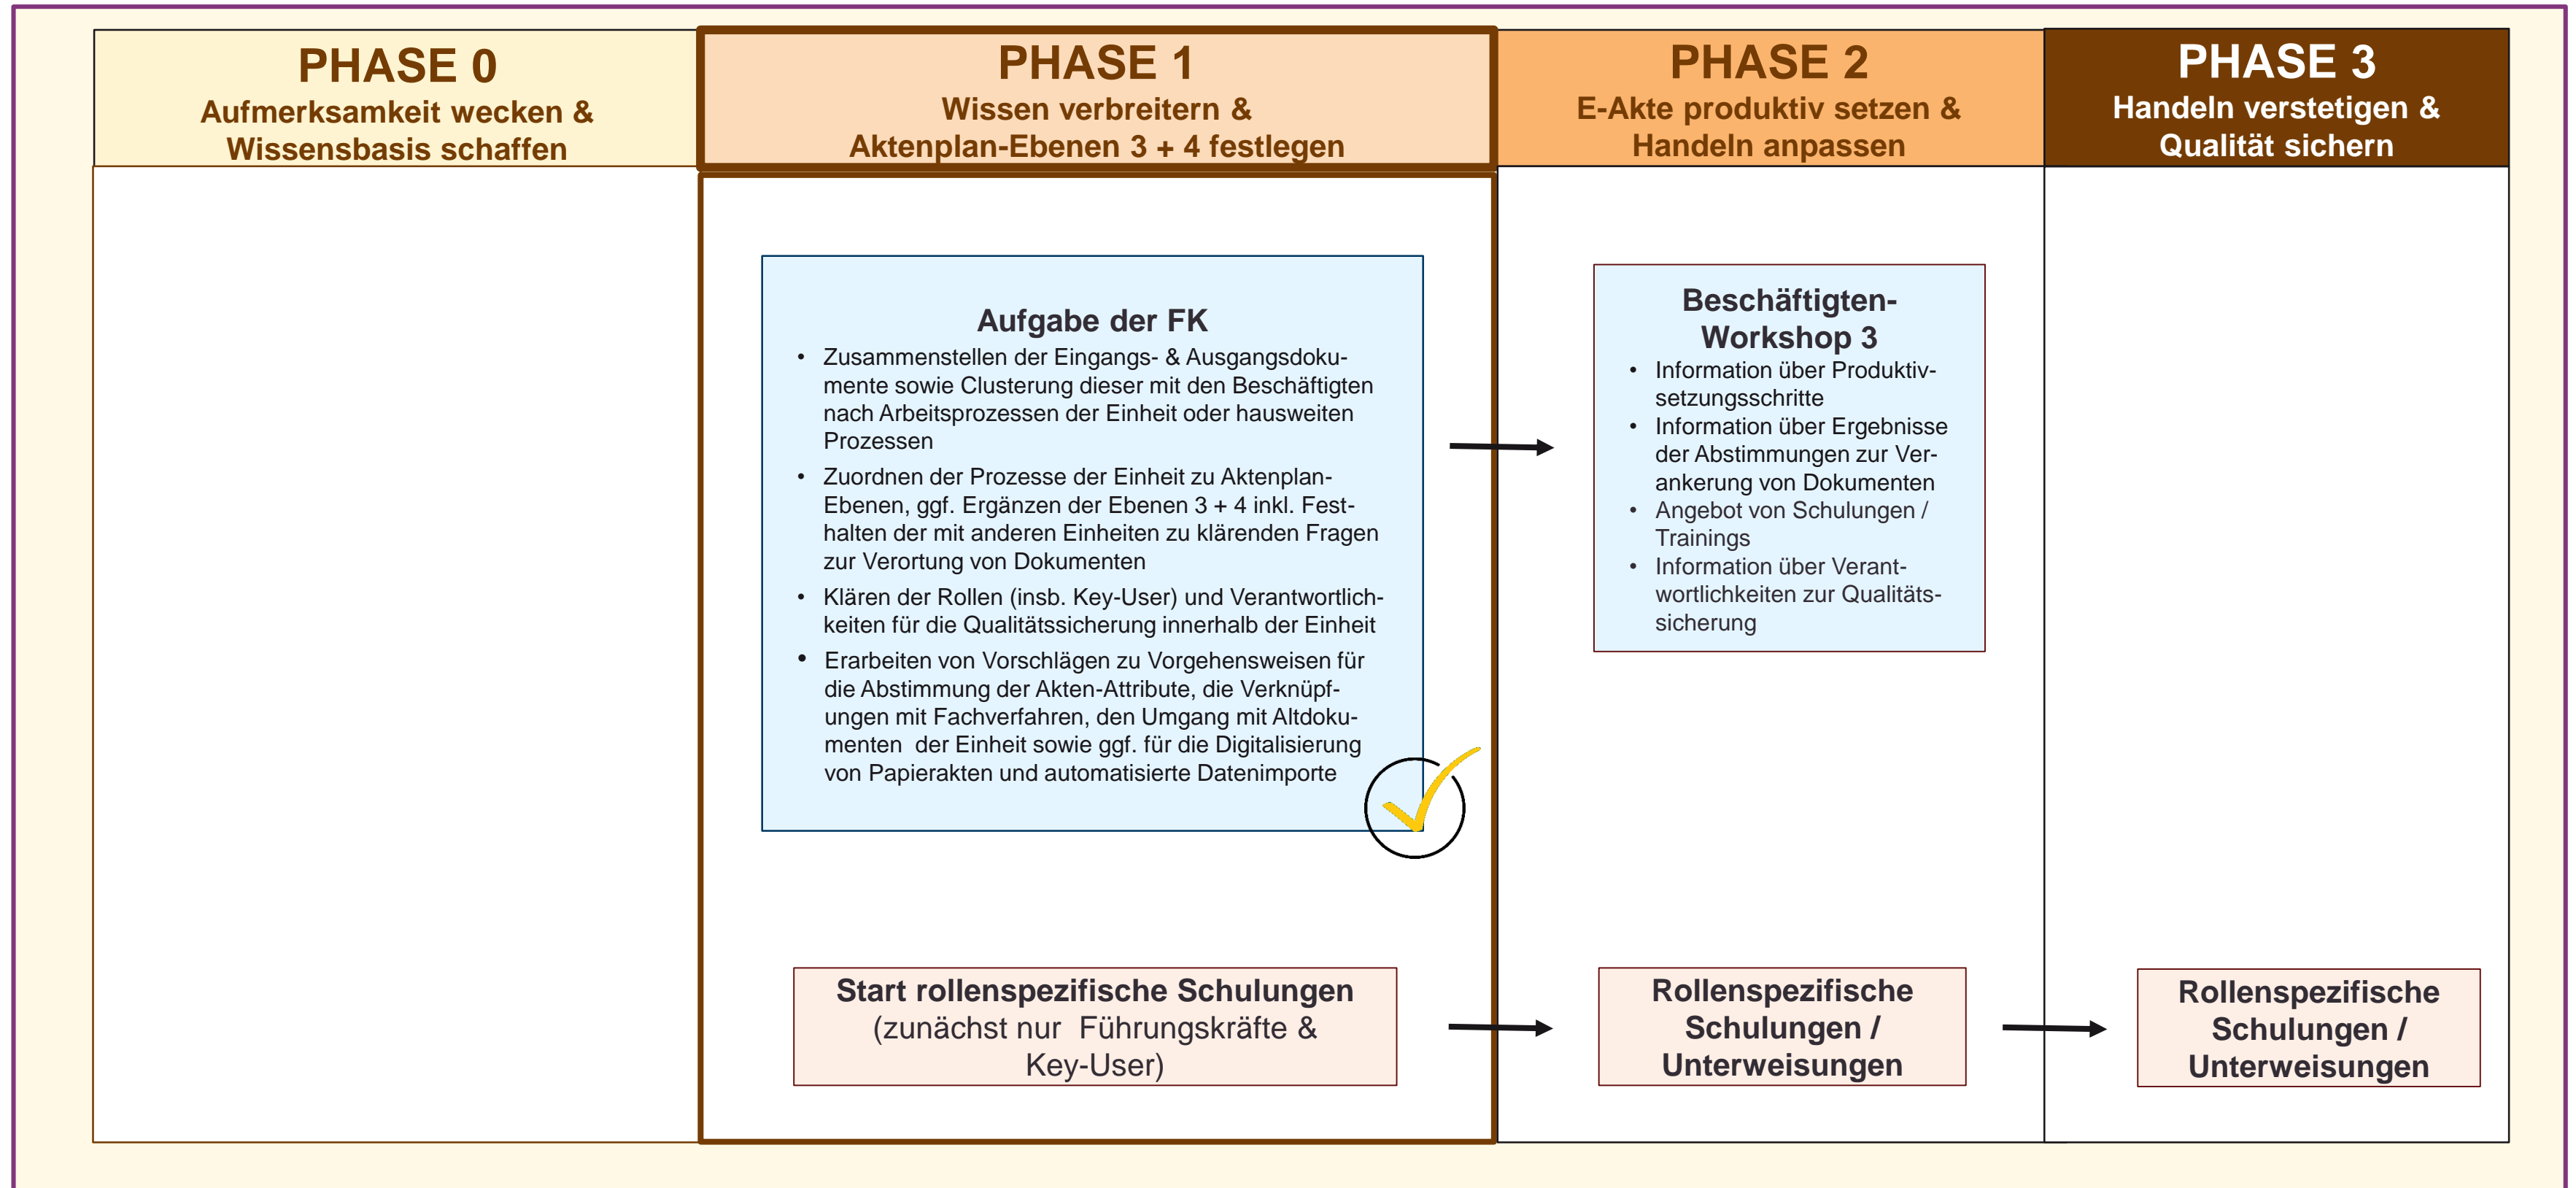 PHASE 0
Aufmerksamkeit wecken &
Wissensbasis schaffen
PHASE 1
Wissen verbreitern &
Aktenplan-Ebenen 3 + 4 festlegen
PHASE 2
E-Akte produktiv setzen &
Handeln anpassen
PHASE 3
Handeln verstetigen &
Qualität sichern
Aufgabe der FK
• Zusammenstellen der Eingangs- & Ausgangsdoku-
mente sowie Clusterung dieser mit den Beschäftigten
nach Arbeitsprozessen der Einheit oder hausweiten
Prozessen
• Zuordnen der Prozesse der Einheit zu Aktenplan-
Ebenen, ggf. Ergänzen der Ebenen 3 + 4 inkl. Fest-
halten der mit anderen Einheiten zu klärenden Fragen
zur Verortung von Dokumenten
• Klären der Rollen (insb. Key-User) und Verantwortlich-
keiten für die Qualitätssicherung innerhalb der Einheit
• Erarbeiten von Vorschlägen zu Vorgehensweisen für
die Abstimmung der Akten-Attribute, die Verknüpf-
ungen mit Fachverfahren, den Umgang mit Altdoku-
menten der Einheit sowie ggf. für die Digitalisierung
von Papierakten und automatisierte Datenimporte
Beschäftigten-
Workshop 3
• Information über Produktiv-
setzungsschritte
• Information über Ergebnisse
der Abstimmungen zur Ver-
ankerung von Dokumenten
• Angebot von Schulungen /
Trainings
• Information über Verant-
wortlichkeiten zur Qualitäts-
sicherung
Start rollenspezifische Schulungen
(zunächst nur Führungskräfte &
Key-User)
Rollenspezifische
Schulungen /
Unterweisungen
Rollenspezifische
Schulungen /
Unterweisungen